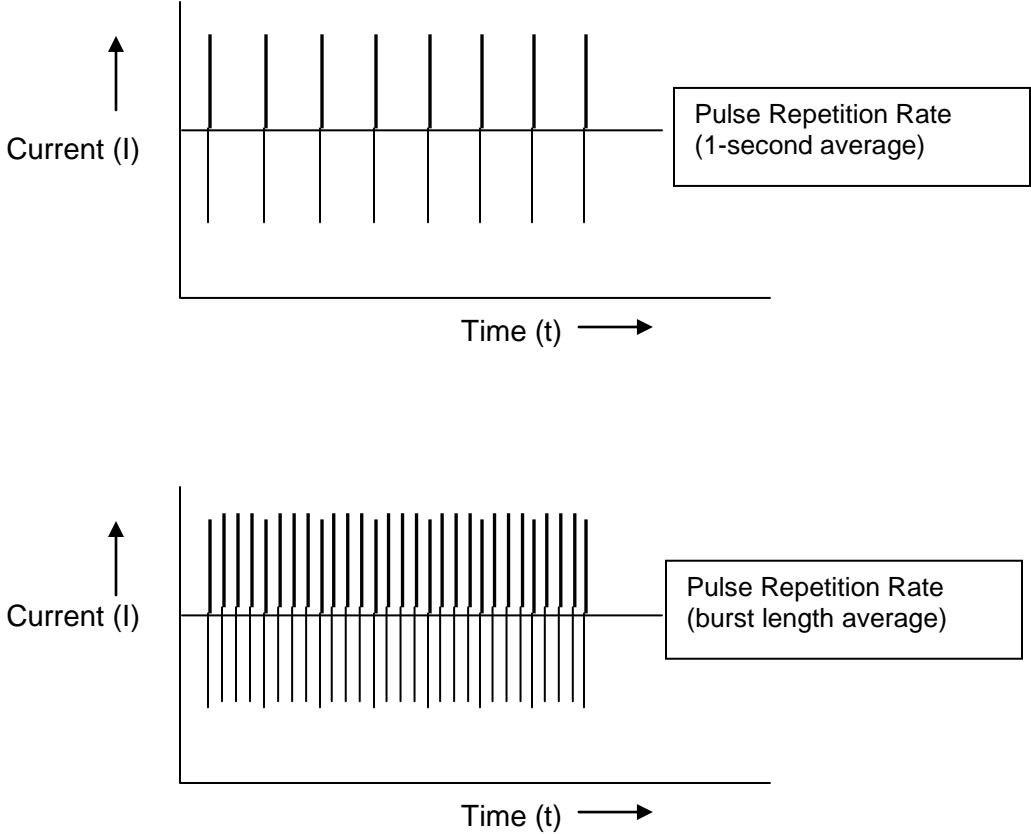 Current (I)
Pulse Repetition Rate
(1-second average)
Time (t)
Current (I)
Pulse Repetition Rate
(burst length average)
Time (t)